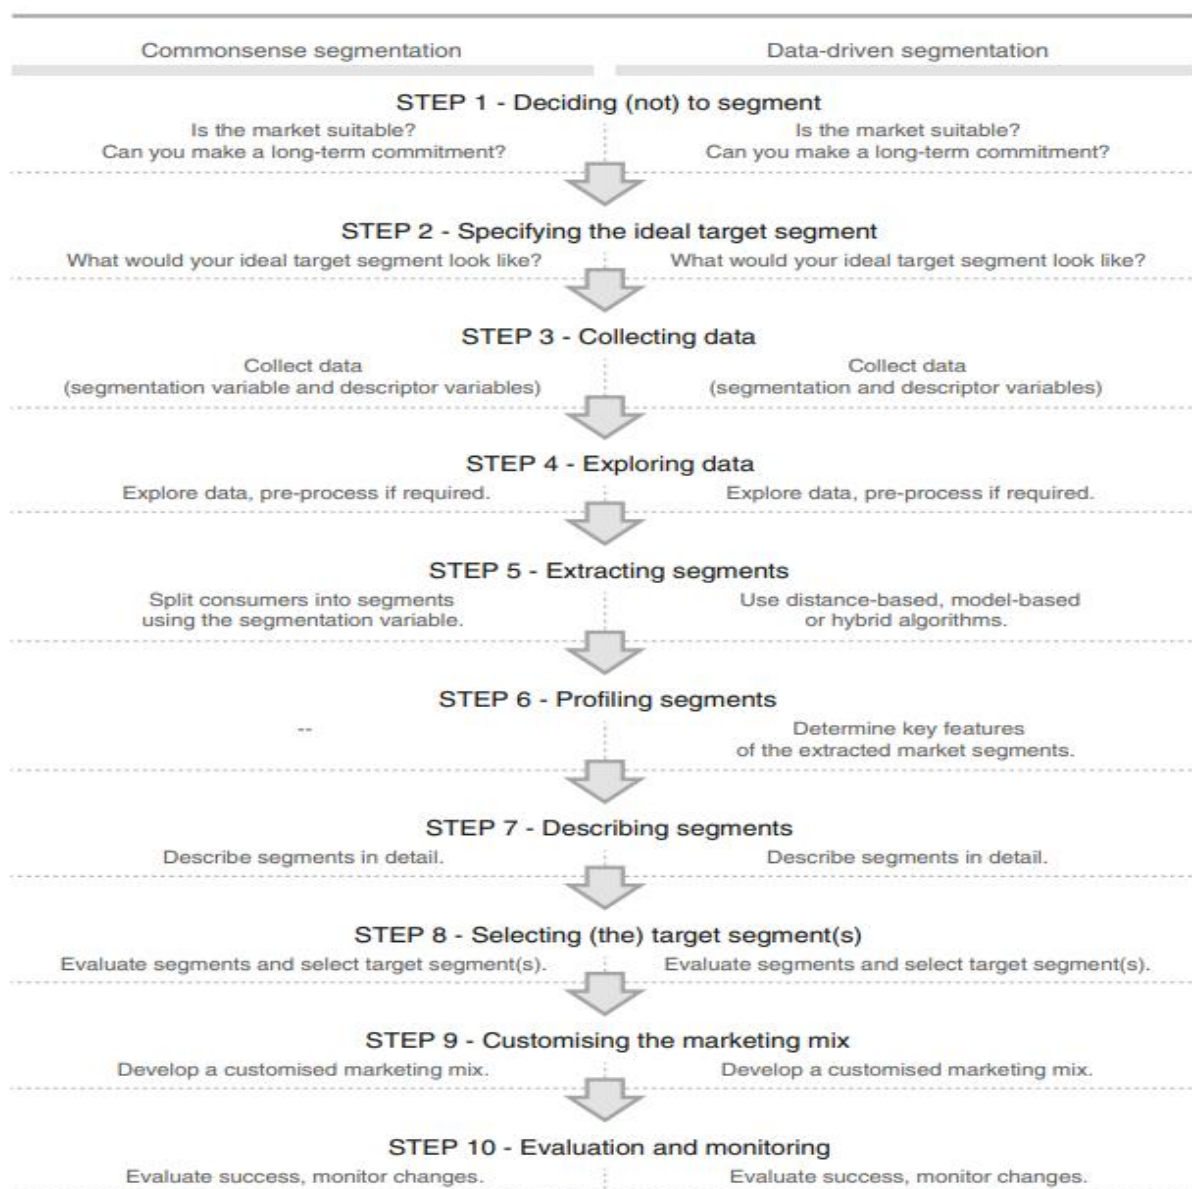 Commonsense segmentation
Data-driven segmentation
STEP 1 - Deciding (not) to segment
Is the market suitable?
Can you make a long-term commitment?
Is the market suitable?
Can you make a long-term commitment?
STEP 2 - Specifying the ideal target segment
What would your ideal target segment look like?
What would your ideal target segment look like?
STEP 3 - Collecting data
Collect data
(segmentation variable and descriptor variables)
Collect data
(segmentation and descriptor variables)
STEP 4 - Exploring data
Explore data, pre-process if required.
Explore data, pre-process if required.
STEP 5 - Extracting segments
Split consumers into segments
using the segmentation variable.
Use distance-based, model-based
or hybrid algorithms.
STEP 6 - Profiling segments
--
Determine key features
of the extracted market segments.
STEP 7 - Describing segments
Describe segments in detail.
Describe segments in detail.
STEP 8 - Selecting (the) target segment(s)
Evaluate segments and select target segment(s).
Evaluate segments and select target segment(s).
STEP 9 - Customising the marketing mix
Develop a customised marketing mix.
Develop a customised marketing mix.
STEP 10 - Evaluation and monitoring
Evaluate success, monitor changes.
Evaluate success, monitor changes.